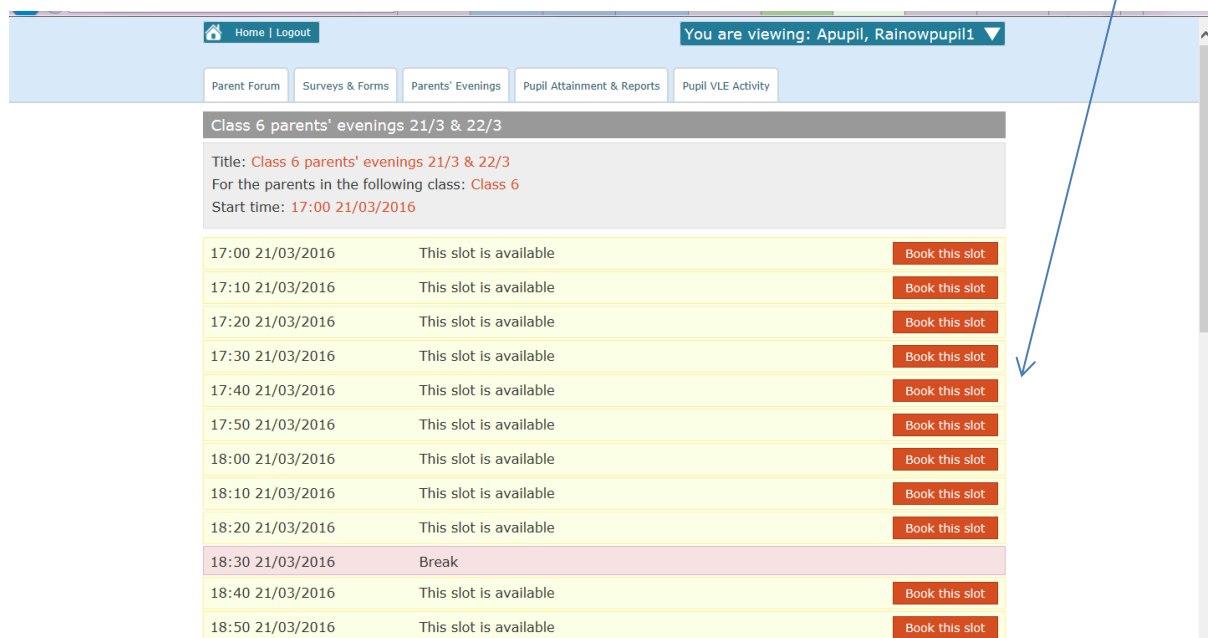 Home | Logout
You are viewing: Apupil, Rainowpupil1
Parent Forum Surveys & Forms Parents' Evenings Pupil Attainment & Reports Pupil VLE Activity
Class 6 parents' evenings 21/3 & 22/3
Title: Class 6 parents' evenings 21/3 & 22/3
For the parents in the following class: Class 6
Start time: 17:00 21/03/2016
17:00 21/03/2016 This slot is available Book this slot
17:10 21/03/2016 This slot is available Book this slot
17:20 21/03/2016 This slot is available Book this slot
17:30 21/03/2016 This slot is available Book this slot
17:40 21/03/2016 This slot is available Book this slot
17:50 21/03/2016 This slot is available Book this slot
18:00 21/03/2016 This slot is available Book this slot
18:10 21/03/2016 This slot is available Book this slot
18:20 21/03/2016 This slot is available Book this slot
18:30 21/03/2016 Break
18:40 21/03/2016 This slot is available Book this slot
18:50 21/03/2016 This slot is available Book this slot